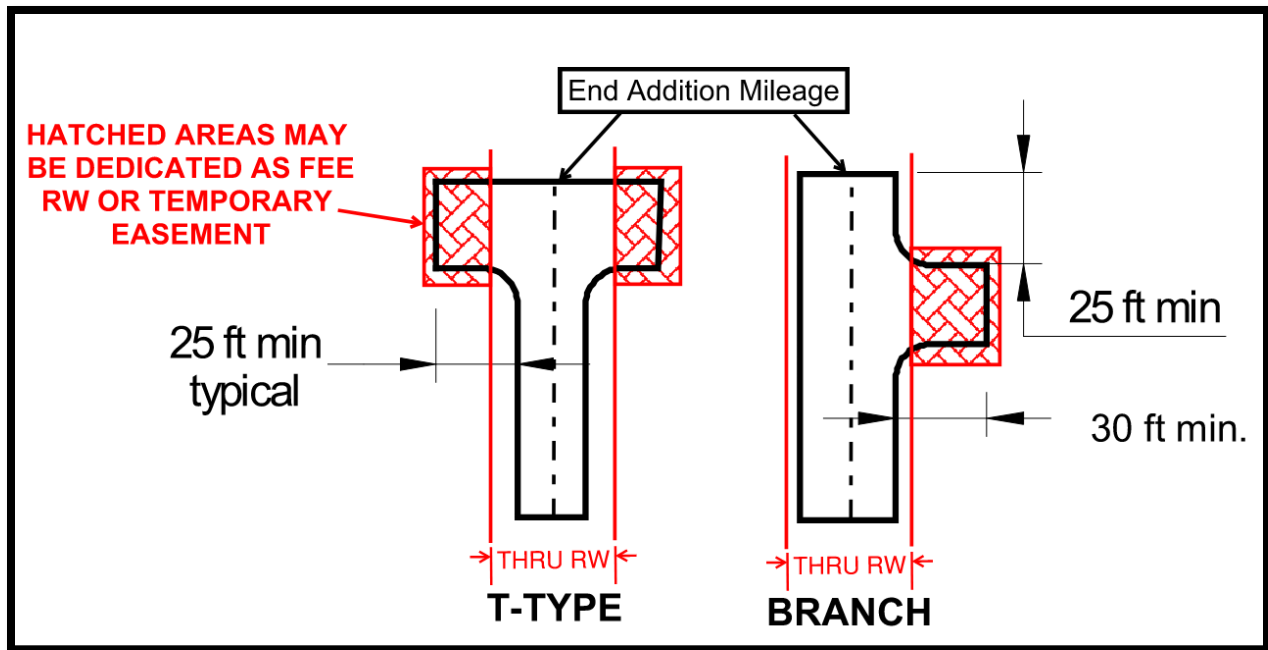 End Addition Mileage
HATCHED AREAS MAY
BE DEDICATED AS FEE
RW OR TEMPORARY
EASEMENT
25 ft min
typical
25 ft min
30 ft min.
THRU RW
THRU RW
T-TYPE
BRANCH